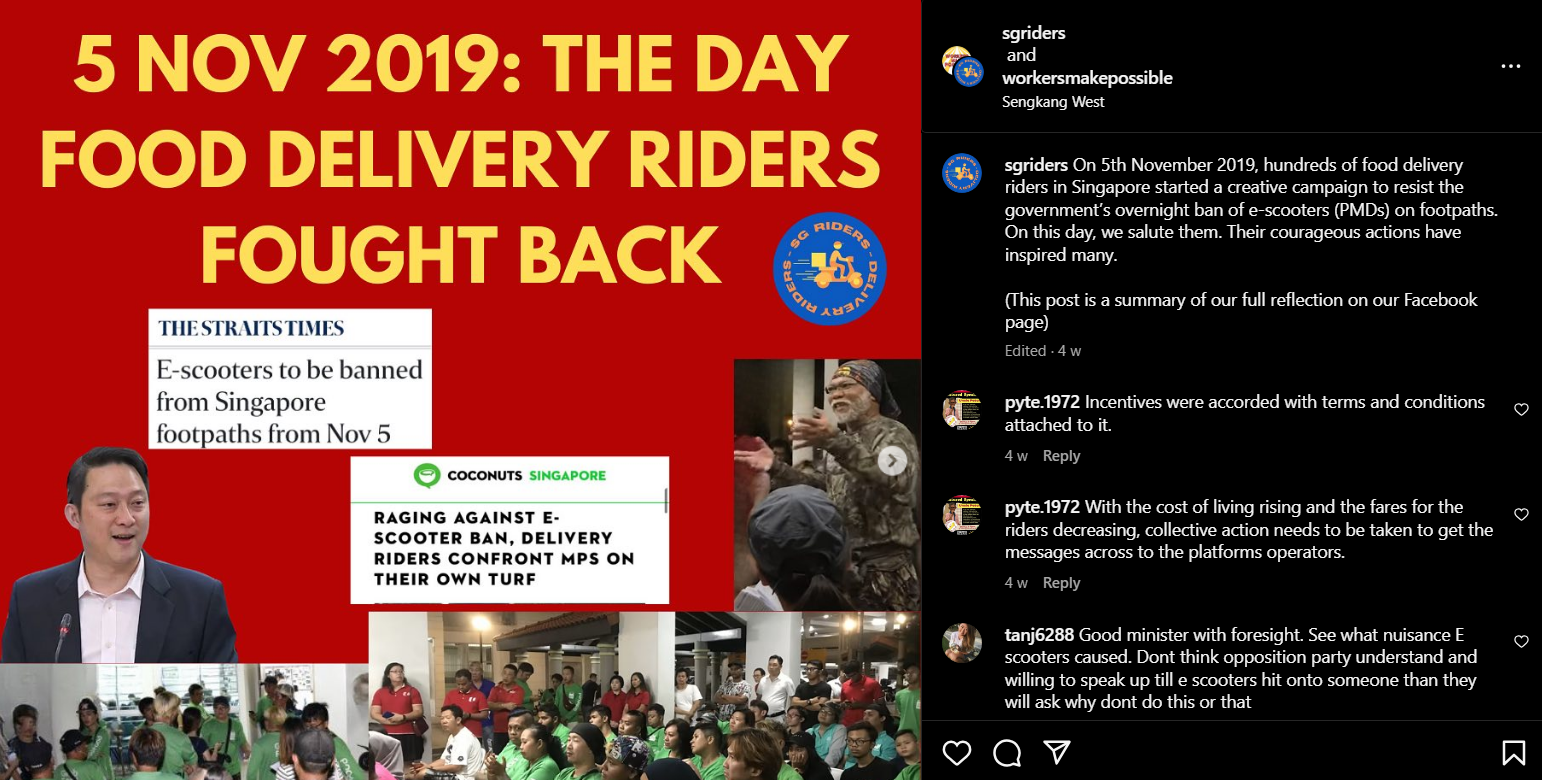 5 NOV 2019: THE DAY
FOOD DELIVERY RIDERS
FOUGHT BACK
SG RIDERS - DELIVERY RIDERS -
THE STRAITS TIMES
E-scooters to be banned
from Singapore
footpaths from Nov 5
COCONUTS SINGAPORE
RAGING AGAINST E-
SCOOTER BAN, DELIVERY
RIDERS CONFRONT MPS ON
THEIR OWN TURF
sgriders
and
workersmakepossible
Sengkang West
sgriders On 5th November 2019, hundreds of food delivery
riders in Singapore started a creative campaign to resist the
government's overnight ban of e-scooters (PMDs) on footpaths.
On this day, we salute them. Their courageous actions have
inspired many.
(This post is a summary of our full reflection on our Facebook
page)
Edited · 4 w
pyte.1972 Incentives were accorded with terms and conditions
attached to it.
4 w Reply
pyte.1972 With the cost of living rising and the fares for the
riders decreasing, collective action needs to be taken to get the
messages across to the platforms operators.
4 w Reply
tanj6288 Good minister with foresight. See what nuisance E
scooters caused. Dont think opposition party understand and
willing to speak up till e scooters hit onto someone than they
will ask why dont do this or that